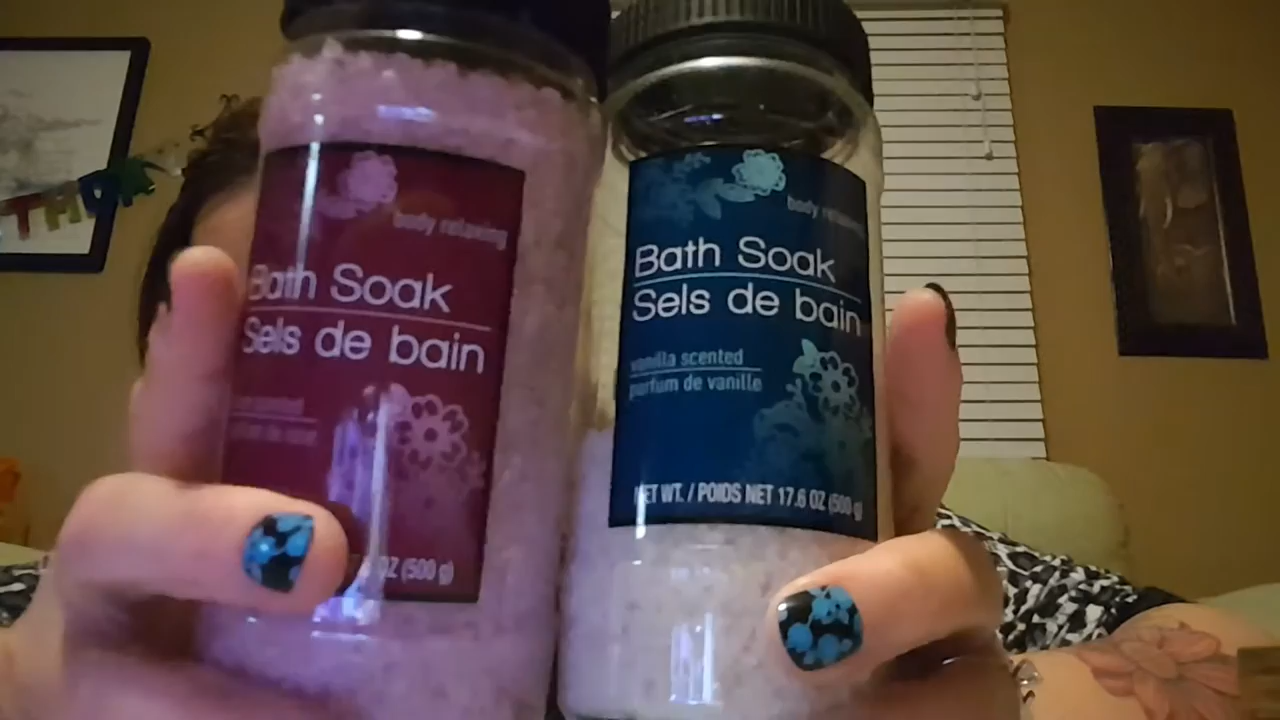 body relaxing
Bath Soak
Sels de bain
OZ (500 g)
body relaxing
Bath Soak
Sels de bain
vanilla scented
parfum de vanille
NET WT. / POIDS NET 17.6 OZ (500 g)